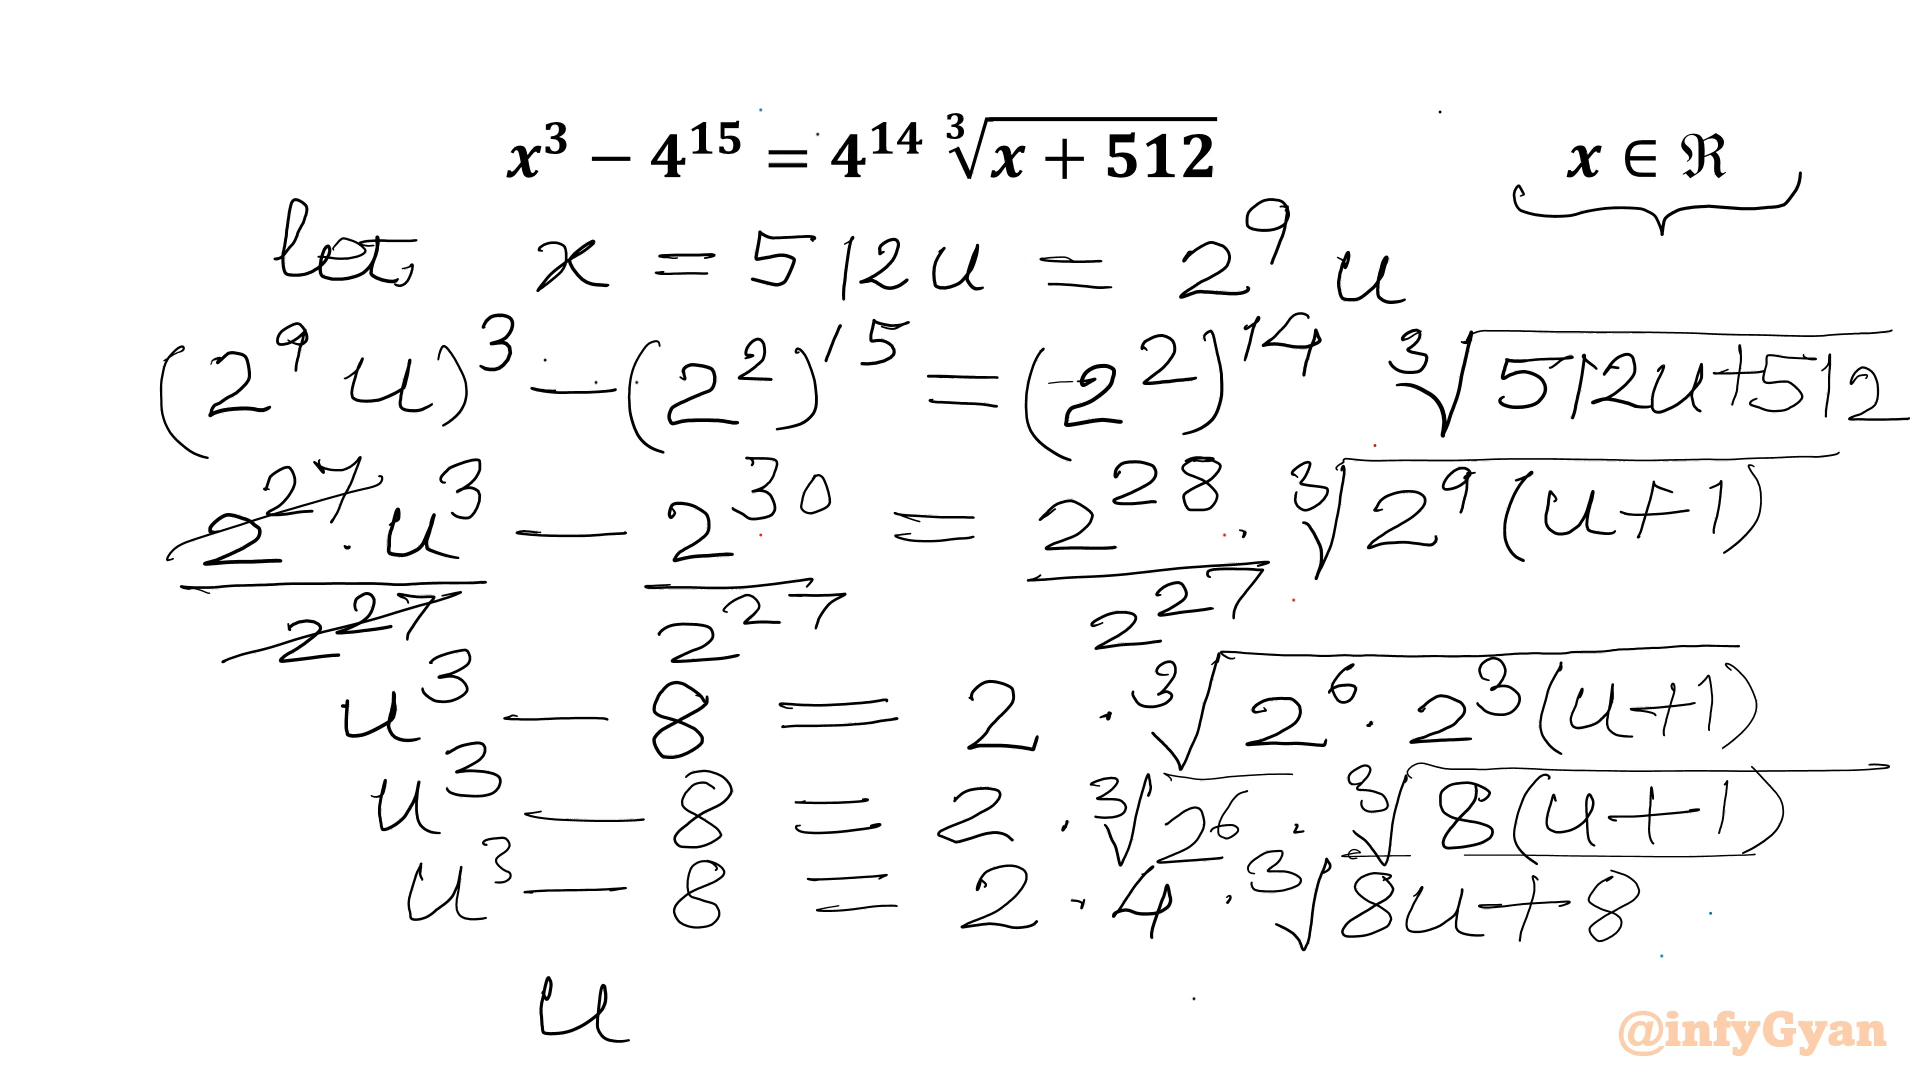 x³ − 4¹⁵ = 4¹⁴ ∛(x + 512) x ∈ ℜ
let, x = 512u = 2⁹ u
(2⁹ u)³ − (2²)¹⁵ = (2²)¹⁴ ∛(512u+512)
2²⁷ · u³ / 2²⁷ − 2³⁰ / 2²⁷ = 2²⁸ / 2²⁷ · ∛(2⁹ (u+1))
u³ − 8 = 2 · ∛(2⁶ · 2³ (u+1))
u³ − 8 = 2 · ∛(2⁶) · ∛(8(u+1))
u³ − 8 = 2 · 4 · ∛(8u+8)
u
@infyGyan